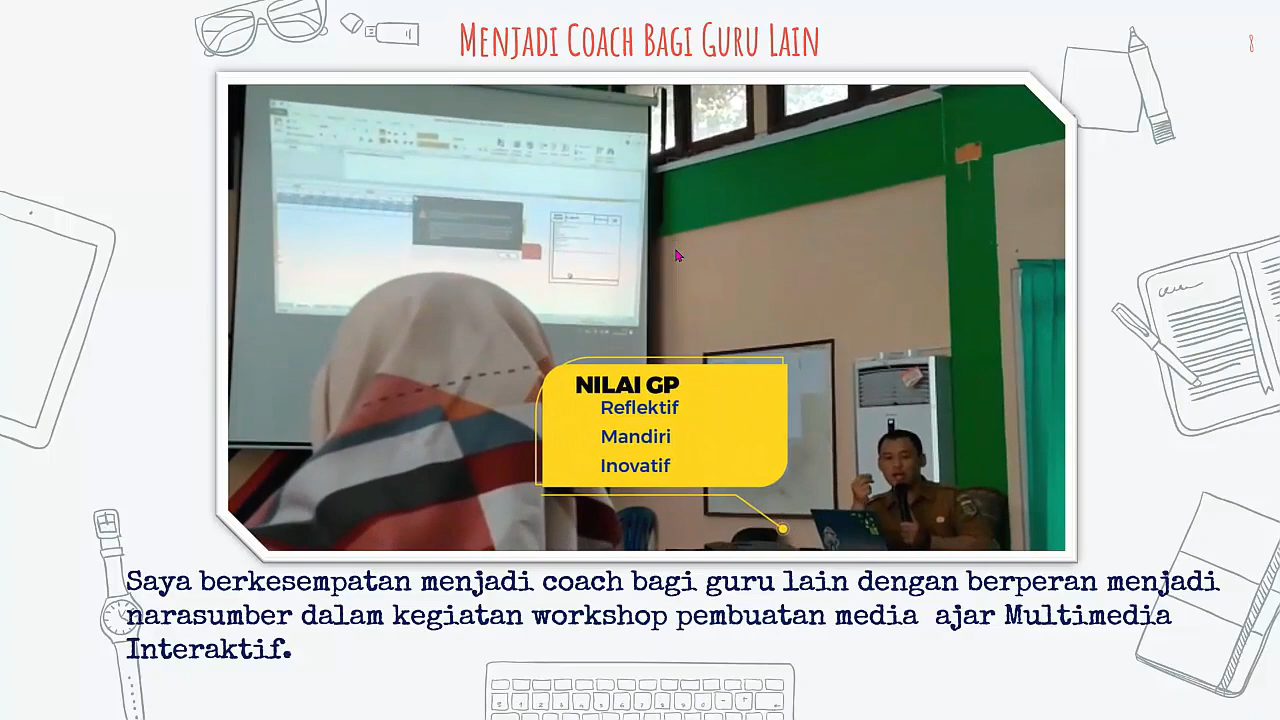 Menjadi Coach Bagi Guru Lain
8
NILAI GP
Reflektif
Mandiri
Inovatif
Saya berkesempatan menjadi coach bagi guru lain dengan berperan menjadi
narasumber dalam kegiatan workshop pembuatan media ajar Multimedia
Interaktif.